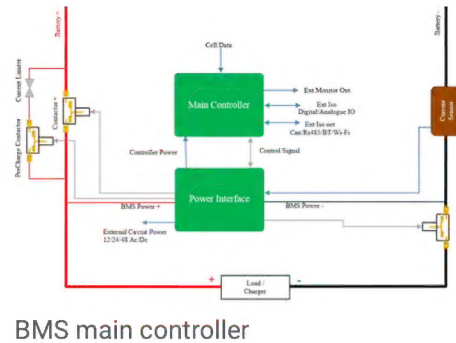 Battery +
Battery -
Cell Data
Current Limiter
Contactor +
PreCharge Contactor
Main Controller
Ext Monitor Opt
Ext Iso
Digital/Analogue IO
Ext Iso net
Can/Rs485/BT/Wi-Fi
Current
Sensor
Controller Power
Control Signal
Power Interface
BMS Power +
BMS Power -
External Circuit Power
12/24/48 Ac/Dc
+
-
Load /
Charger
BMS main controller